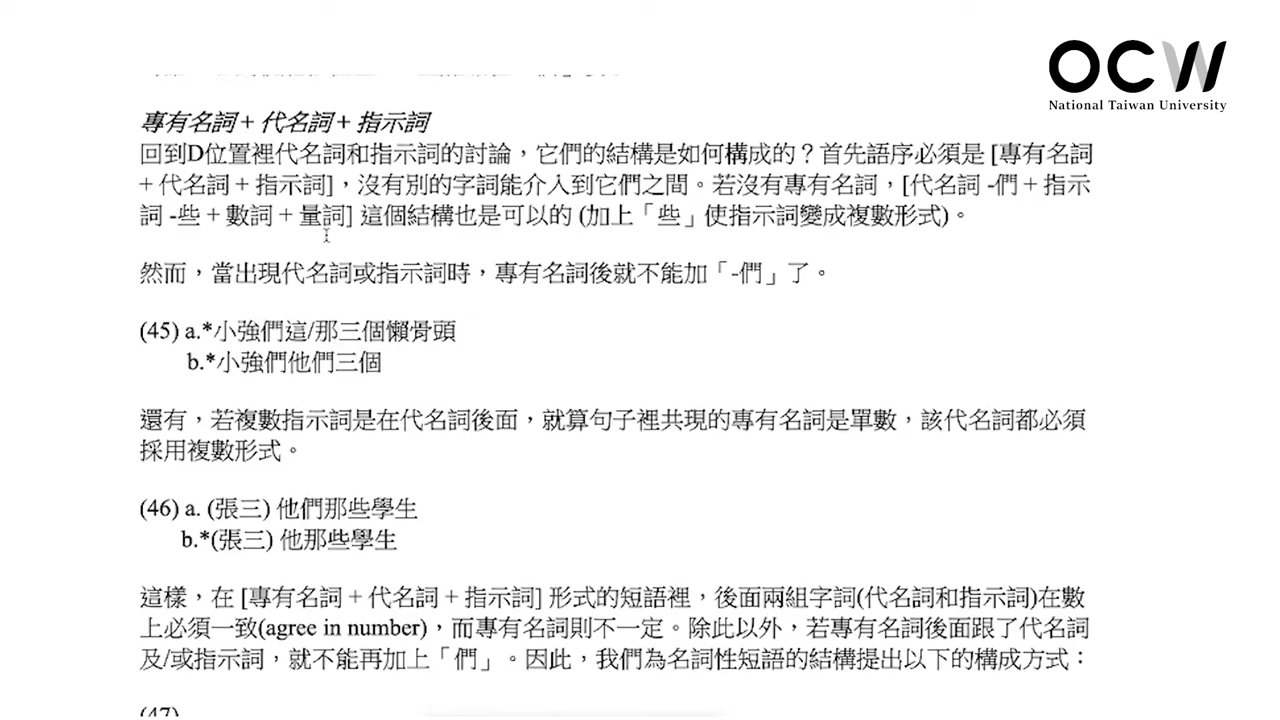 OCW
National Taiwan University
專有名詞 + 代名詞 + 指示詞
回到D位置裡代名詞和指示詞的討論，它們的結構是如何構成的？首先語序必須是 [專有名詞
+ 代名詞 + 指示詞]，沒有別的字詞能介入到它們之間。若沒有專有名詞，[代名詞 -們 + 指示
詞 -些 + 數詞 + 量詞] 這個結構也是可以的 (加上「些」使指示詞變成複數形式)。
然而，當出現代名詞或指示詞時，專有名詞後就不能加「-們」了。
(45) a.*小強們這/那三個懶骨頭
b.*小強們他們三個
還有，若複數指示詞是在代名詞後面，就算句子裡共現的專有名詞是單數，該代名詞都必須
採用複數形式。
(46) a. (張三) 他們那些學生
b.*(張三) 他那些學生
這樣，在 [專有名詞 + 代名詞 + 指示詞] 形式的短語裡，後面兩組字詞(代名詞和指示詞)在數
上必須一致(agree in number)，而專有名詞則不一定。除此以外，若專有名詞後面跟了代名詞
及/或指示詞，就不能再加上「們」。因此，我們為名詞性短語的結構提出以下的構成方式：
(47)